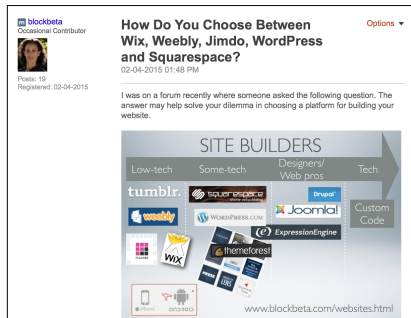 blockbeta
Occasional Contributor
Posts: 19
Registered: 02-04-2015
How Do You Choose Between
Wix, Weebly, Jimdo, WordPress
and Squarespace?
Options
02-04-2015 01:48 PM
I was on a forum recently where someone asked the following question. The
answer may help solve your dilemma in choosing a platform for building your
website.
SITE BUILDERS
Low-tech
Some-tech
Designers/
Web pros
Tech
tumblr.
squarespace
Drupal
weebly
WORDPRESS.COM
Joomla!
Custom
Code
ExpressionEngine
WiX
themeforest
iPhone
ANDROID
www.blockbeta.com/websites.html